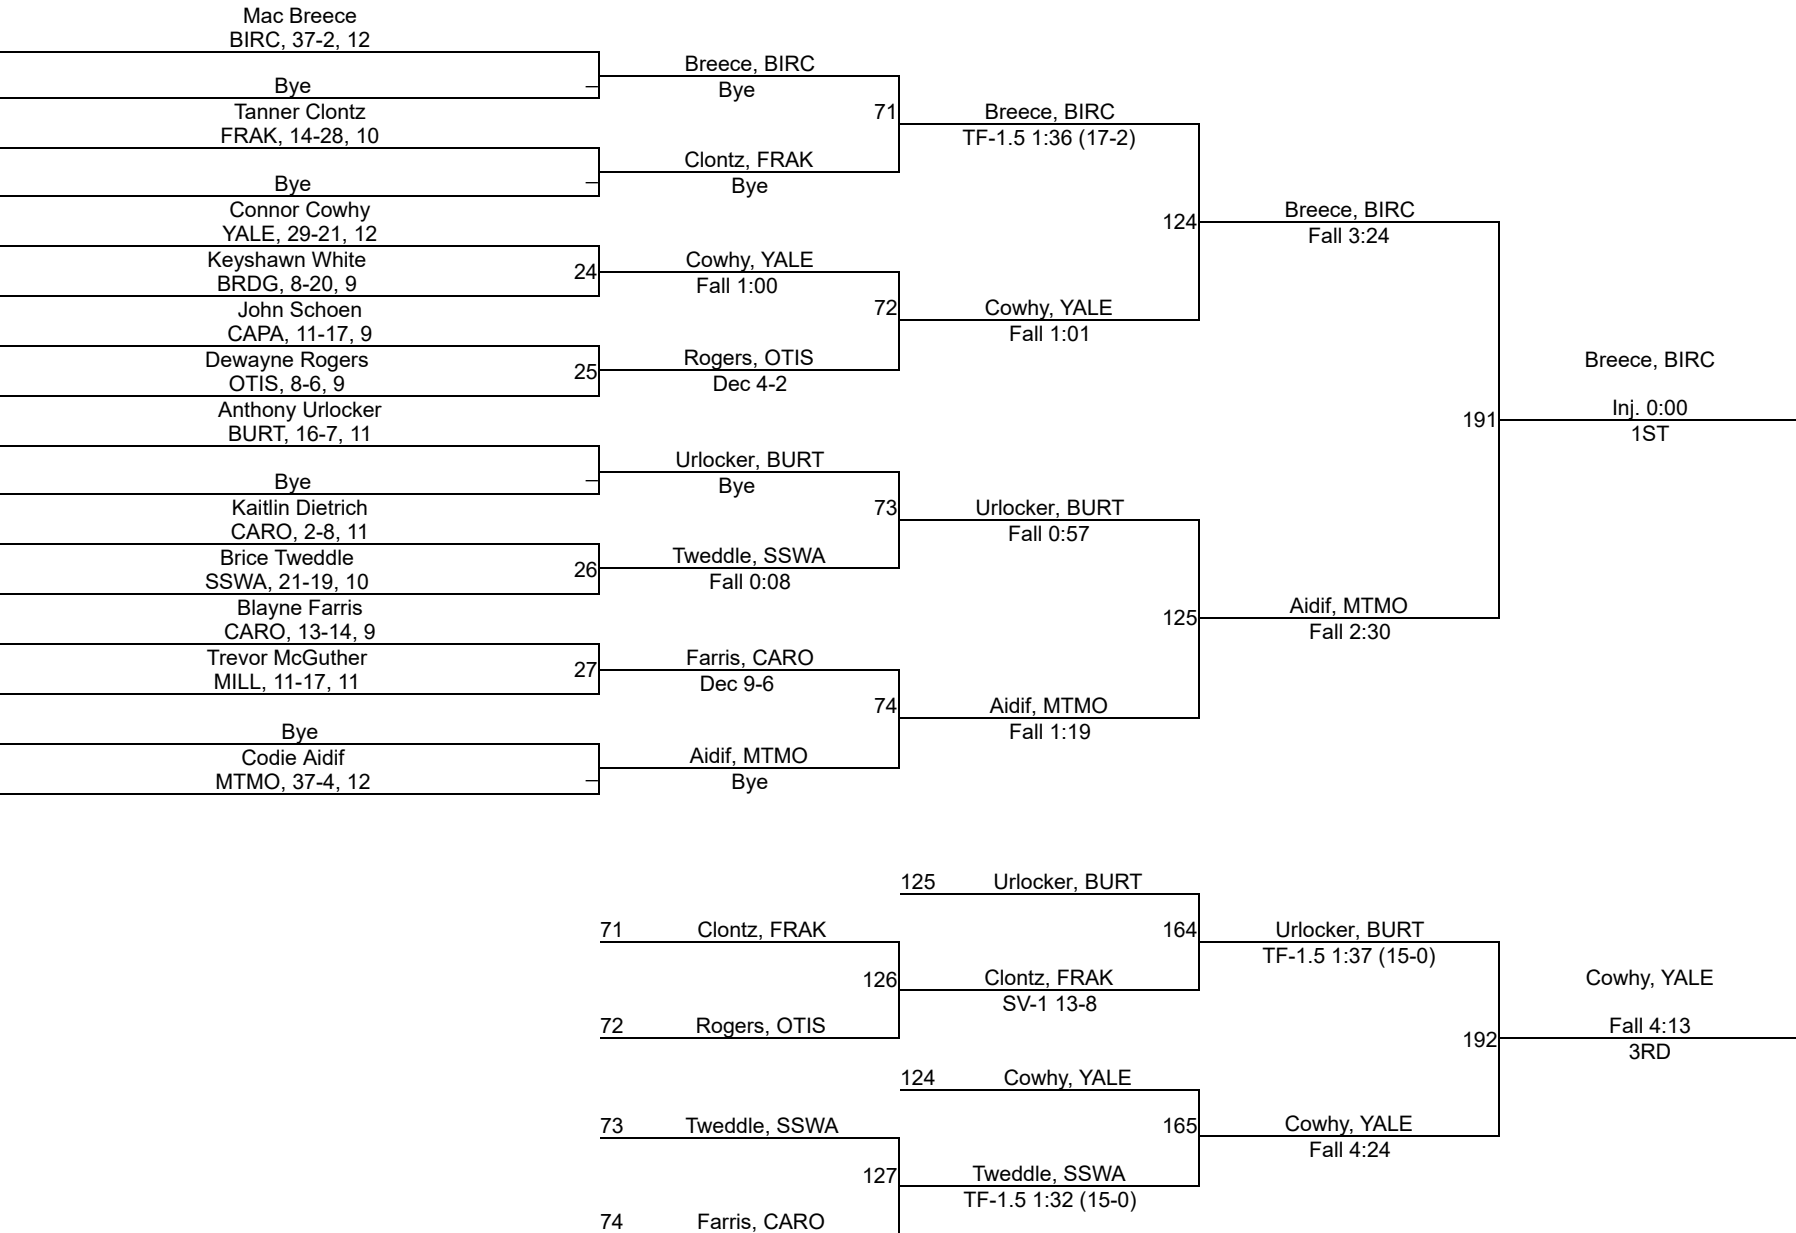 Mac Breece
BIRC, 37-2, 12
Bye
Tanner Clontz
FRAK, 14-28, 10
Bye
Connor Cowhy
YALE, 29-21, 12
Keyshawn White
BRDG, 8-20, 9
24
John Schoen
CAPA, 11-17, 9
Dewayne Rogers
OTIS, 8-6, 9
25
Anthony Urlocker
BURT, 16-7, 11
Bye
Kaitlin Dietrich
CARO, 2-8, 11
Brice Tweddle
SSWA, 21-19, 10
26
Blayne Farris
CARO, 13-14, 9
Trevor McGuther
MILL, 11-17, 11
27
Bye
Codie Aidif
MTMO, 37-4, 12
Breece, BIRC
Bye
71
Clontz, FRAK
Bye
Cowhy, YALE
Fall 1:00
72
Rogers, OTIS
Dec 4-2
Urlocker, BURT
Bye
73
Tweddle, SSWA
Fall 0:08
Farris, CARO
Dec 9-6
74
Aidif, MTMO
Bye
Breece, BIRC
TF-1.5 1:36 (17-2)
124
Cowhy, YALE
Fall 1:01
Urlocker, BURT
Fall 0:57
125
Aidif, MTMO
Fall 1:19
Breece, BIRC
Fall 3:24
191
Aidif, MTMO
Fall 2:30
Breece, BIRC
Inj. 0:00
1ST
125 Urlocker, BURT
71 Clontz, FRAK
164
126
Clontz, FRAK
SV-1 13-8
72 Rogers, OTIS
124 Cowhy, YALE
73 Tweddle, SSWA
165
127
Tweddle, SSWA
TF-1.5 1:32 (15-0)
74 Farris, CARO
Urlocker, BURT
TF-1.5 1:37 (15-0)
192
Cowhy, YALE
Fall 4:24
Cowhy, YALE
Fall 4:13
3RD